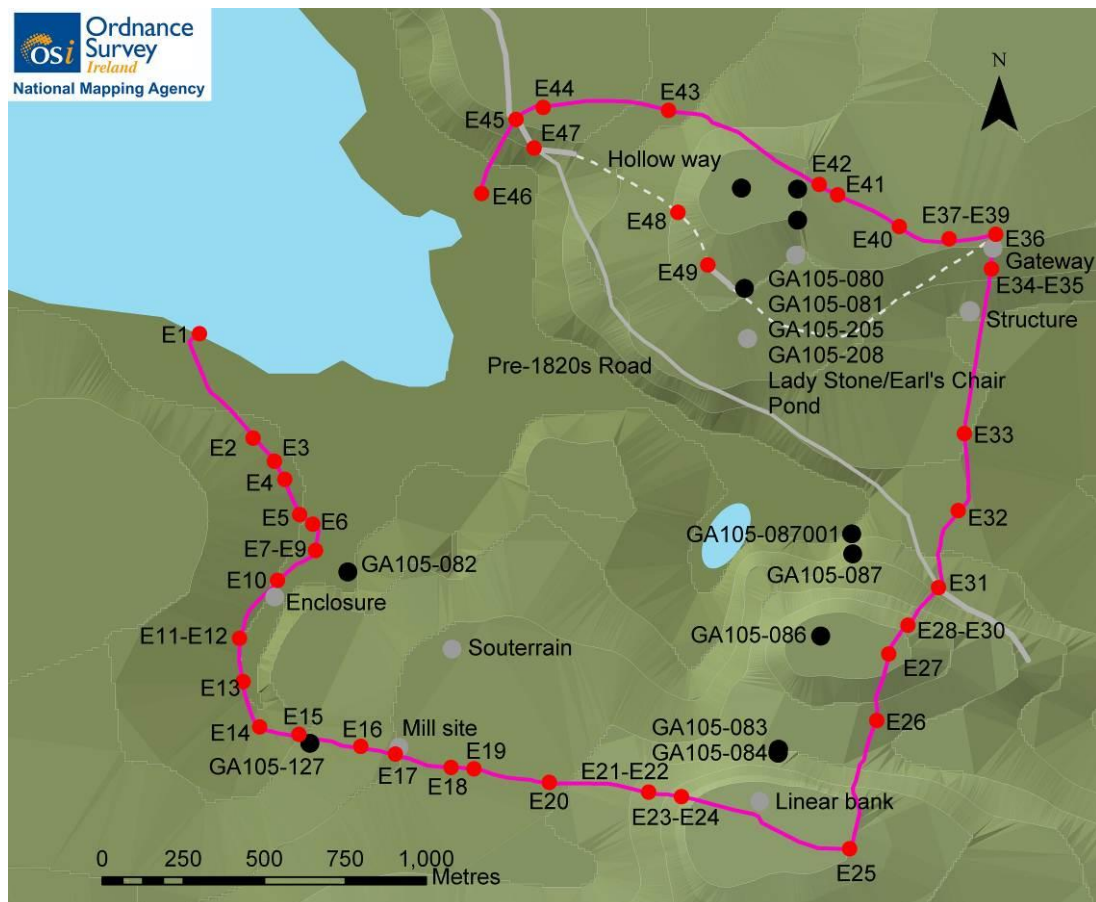 OSi
Ordnance
Survey
Ireland
National Mapping Agency
N
E44
E43
E45
E47
Hollow way
E42
E41
E46
E48
E37-E39
E40
E36
Gateway
E49
GA105-080
E34-E35
GA105-081
GA105-205
Structure
GA105-208
E1
Pre-1820s Road
Lady Stone/Earl's Chair
Pond
E2
E3
E33
E4
E5
E6
E32
GA105-087001
E7-E9
GA105-082
GA105-087
E10
E31
Enclosure
E11-E12
E28-E30
GA105-086
Souterrain
E27
E13
E14
E15
E16
Mill site
E26
GA105-083
GA105-084
GA105-127
E17
E19
E18
E21-E22
E20
E23-E24
Linear bank
E25
0 250 500 750 1,000
Metres